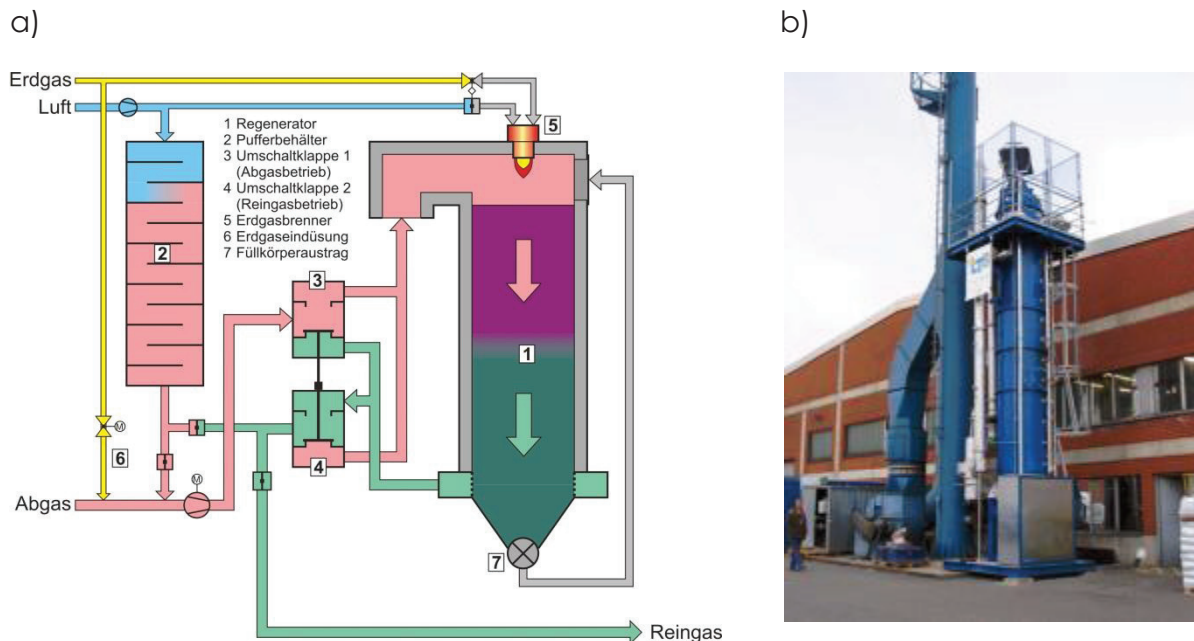 a)
b)
Erdgas
Luft
1 Regenerator
2 Pufferbehälter
3 Umschaltklappe 1
(Abgasbetrieb)
4 Umschaltklappe 2
(Reingasbetrieb)
5 Erdgasbrenner
6 Erdgaseindüsung
7 Füllkörperaustrag
5
2
3
1
4
M
6
Abgas
M
7
Reingas